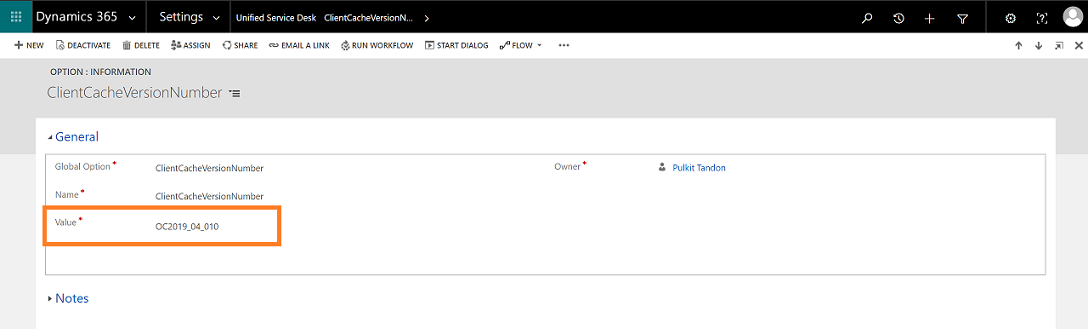 Dynamics 365 Settings Unified Service Desk ClientCacheVersionN...
NEW DEACTIVATE DELETE ASSIGN SHARE EMAIL A LINK RUN WORKFLOW START DIALOG FLOW ...
OPTION : INFORMATION
ClientCacheVersionNumber
General
Global Option * ClientCacheVersionNumber Owner * Pulkit Tandon
Name * ClientCacheVersionNumber
Value * OC2019_04_010
Notes